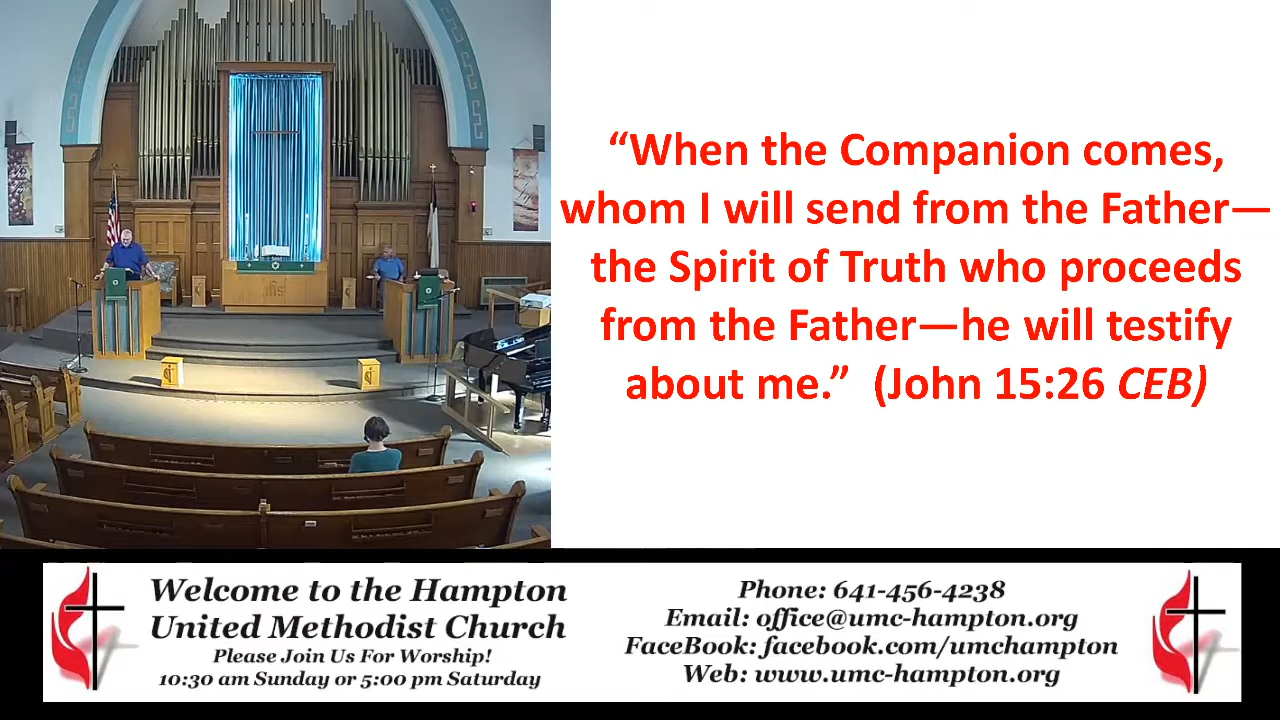 “When the Companion comes,
whom I will send from the Father—
the Spirit of Truth who proceeds
from the Father—he will testify
about me.”  (John 15:26 CEB)
Welcome to the Hampton
United Methodist Church
Please Join Us For Worship!
10:30 am Sunday or 5:00 pm Saturday
Phone: 641-456-4238
Email: office@umc-hampton.org
FaceBook: facebook.com/umchampton
Web: www.umc-hampton.org